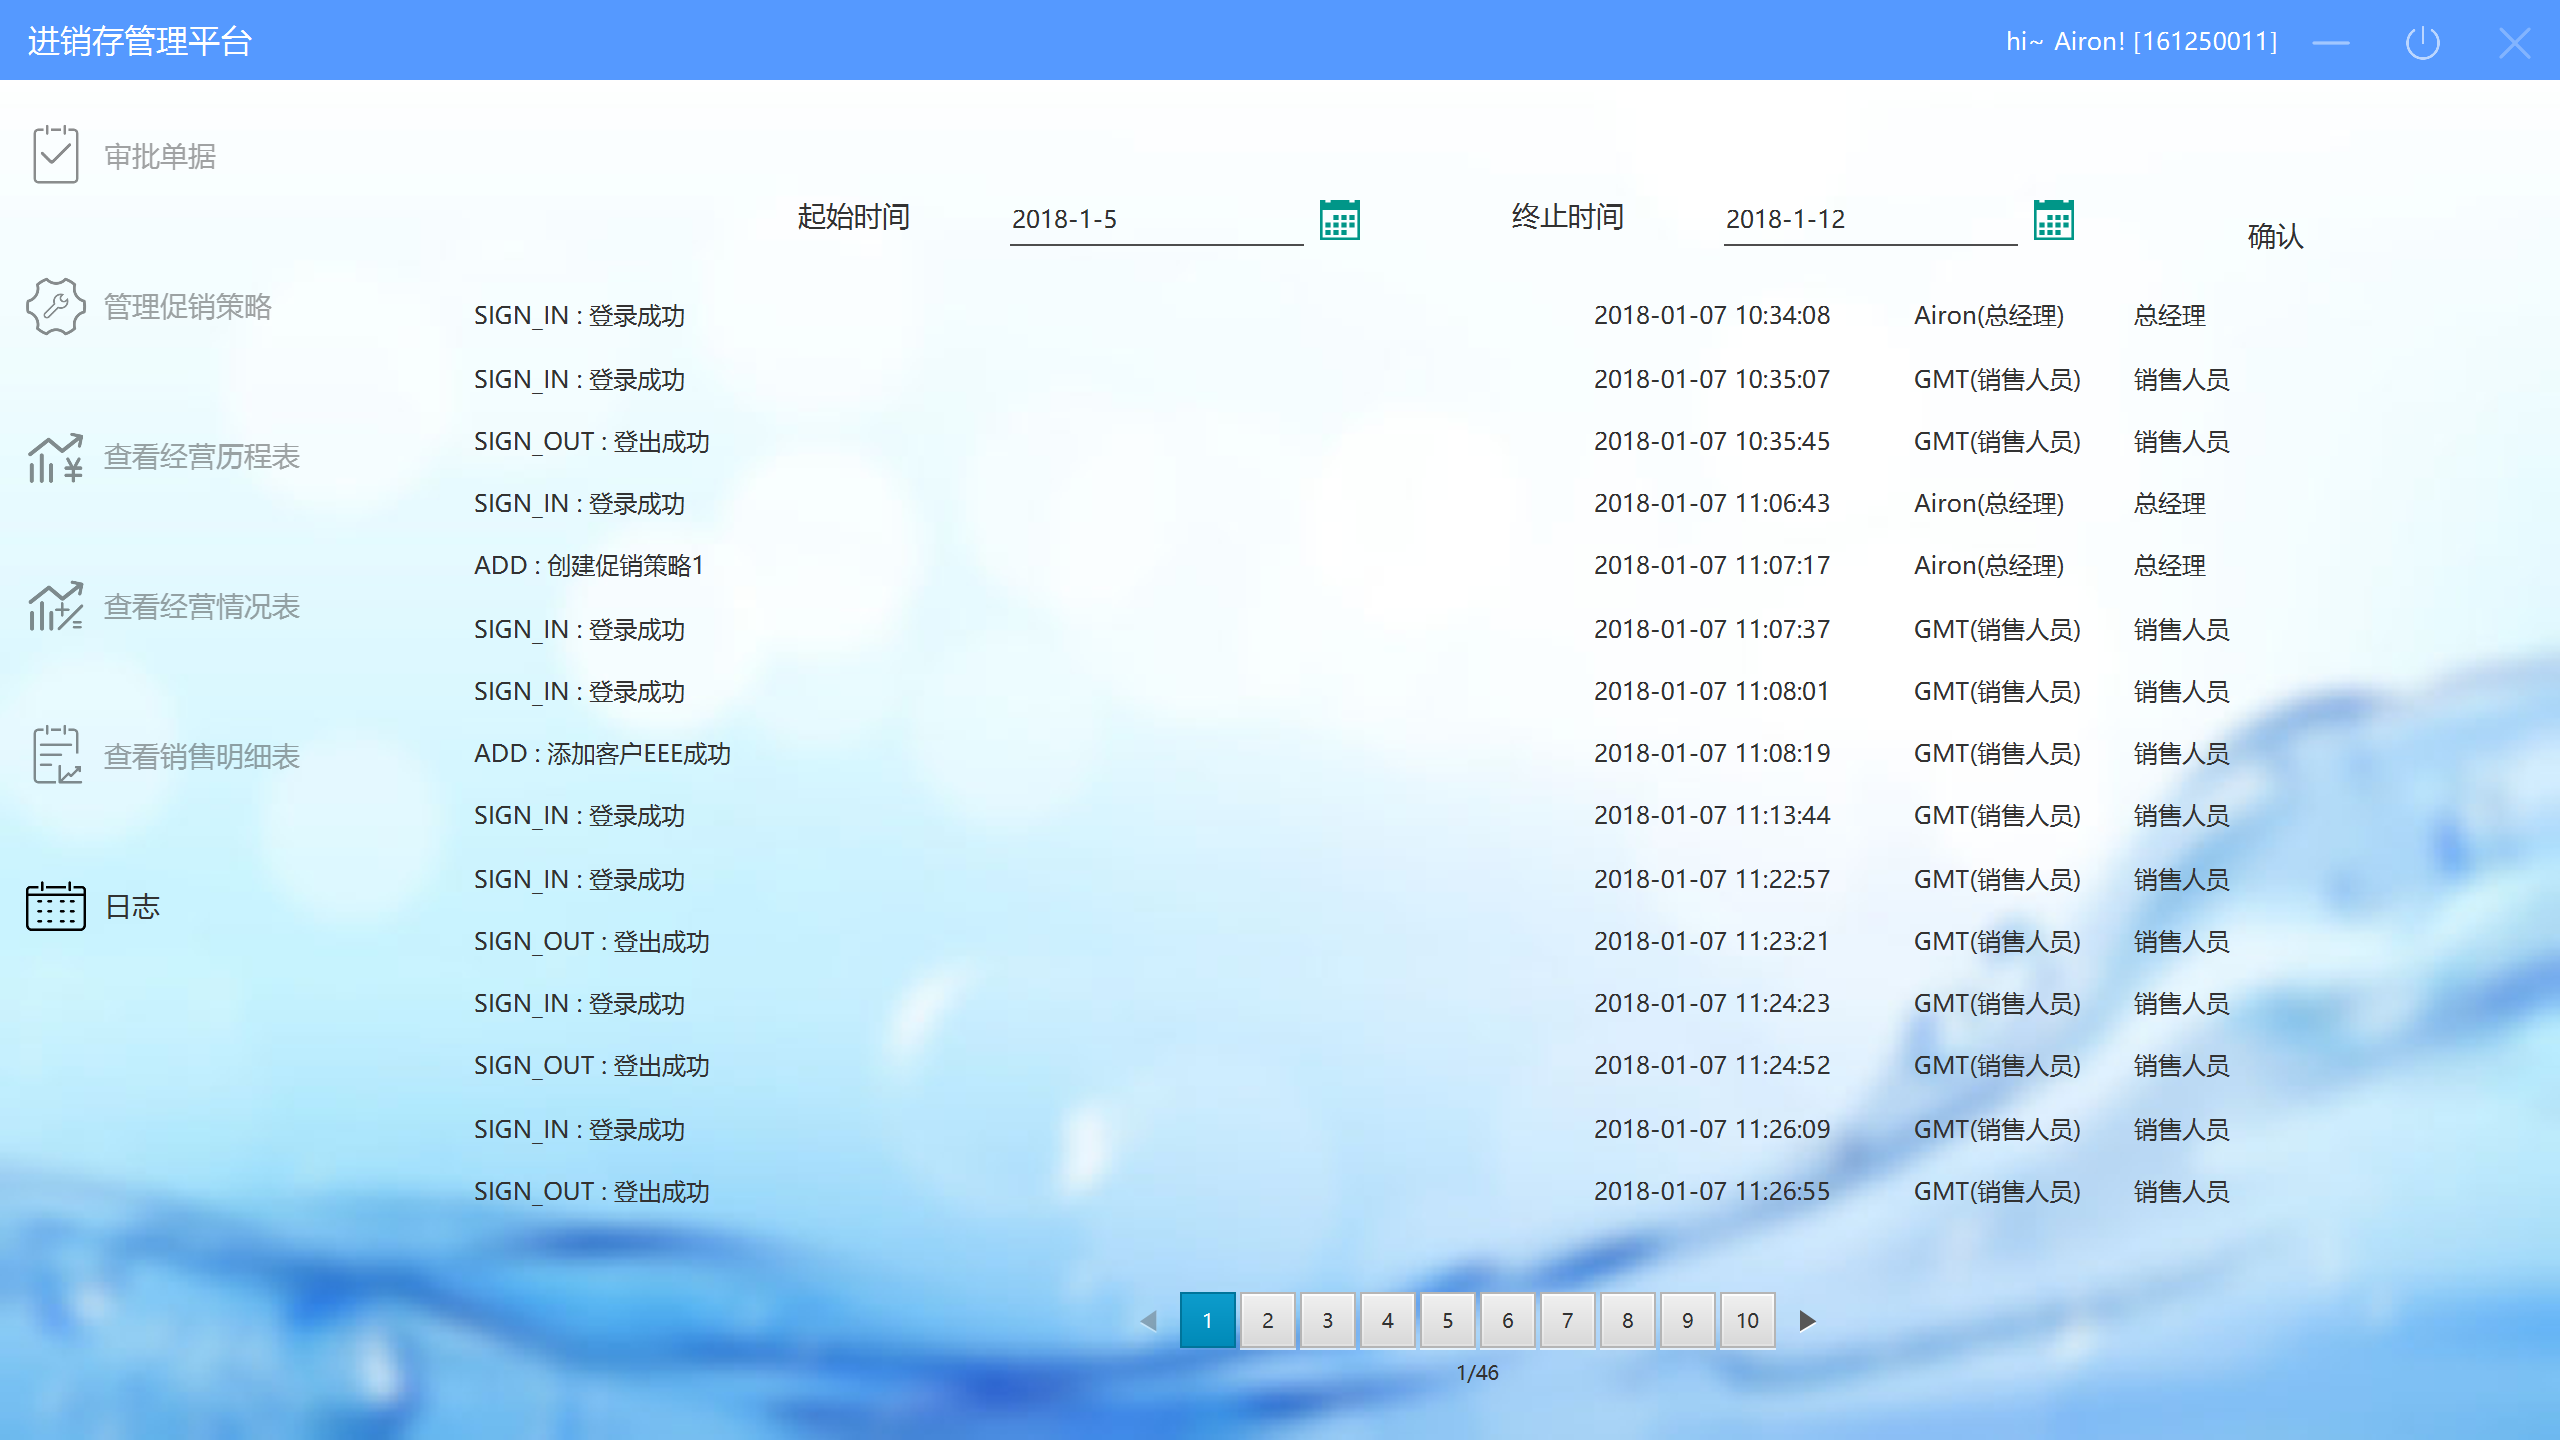 进销存管理平台
hi~ Airon! [161250011]
审批单据
管理促销策略
查看经营历程表
查看经营情况表
查看销售明细表
日志
起始时间 2018-1-5 终止时间 2018-1-12 确认
SIGN_IN : 登录成功 2018-01-07 10:34:08 Airon(总经理) 总经理
SIGN_IN : 登录成功 2018-01-07 10:35:07 GMT(销售人员) 销售人员
SIGN_OUT : 登出成功 2018-01-07 10:35:45 GMT(销售人员) 销售人员
SIGN_IN : 登录成功 2018-01-07 11:06:43 Airon(总经理) 总经理
ADD : 创建促销策略1 2018-01-07 11:07:17 Airon(总经理) 总经理
SIGN_IN : 登录成功 2018-01-07 11:07:37 GMT(销售人员) 销售人员
SIGN_IN : 登录成功 2018-01-07 11:08:01 GMT(销售人员) 销售人员
ADD : 添加客户EEE成功 2018-01-07 11:08:19 GMT(销售人员) 销售人员
SIGN_IN : 登录成功 2018-01-07 11:13:44 GMT(销售人员) 销售人员
SIGN_IN : 登录成功 2018-01-07 11:22:57 GMT(销售人员) 销售人员
SIGN_OUT : 登出成功 2018-01-07 11:23:21 GMT(销售人员) 销售人员
SIGN_IN : 登录成功 2018-01-07 11:24:23 GMT(销售人员) 销售人员
SIGN_OUT : 登出成功 2018-01-07 11:24:52 GMT(销售人员) 销售人员
SIGN_IN : 登录成功 2018-01-07 11:26:09 GMT(销售人员) 销售人员
SIGN_OUT : 登出成功 2018-01-07 11:26:55 GMT(销售人员) 销售人员
1 2 3 4 5 6 7 8 9 10
1/46